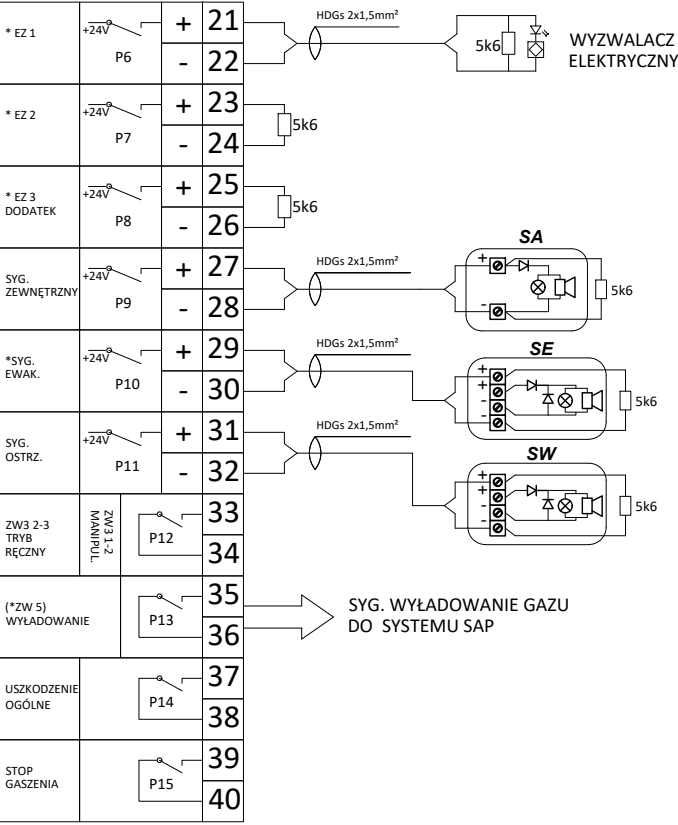 * EZ 1
+24V
P6
+ 21
- 22
HDGs 2x1,5mm²
5k6
WYZWALACZ
ELEKTRYCZNY
* EZ 2
+24V
P7
+ 23
- 24
5k6
* EZ 3
DODATEK
+24V
P8
+ 25
- 26
5k6
SYG.
ZEWNĘTRZNY
+24V
P9
+ 27
- 28
HDGs 2x1,5mm²
SA
+
-
5k6
*SYG.
EWAK.
+24V
P10
+ 29
- 30
HDGs 2x1,5mm²
SE
+
+
-
-
5k6
SYG.
OSTRZ.
+24V
P11
+ 31
- 32
HDGs 2x1,5mm²
SW
+
+
-
-
5k6
ZW3 2-3
TRYB
RĘCZNY
ZW3 1-2
MANIPUL.
P12
33
34
(*ZW 5)
WYŁADOWANIE
P13
35
36
SYG. WYŁADOWANIE GAZU
DO SYSTEMU SAP
USZKODZENIE
OGÓLNE
P14
37
38
STOP
GASZENIA
P15
39
40